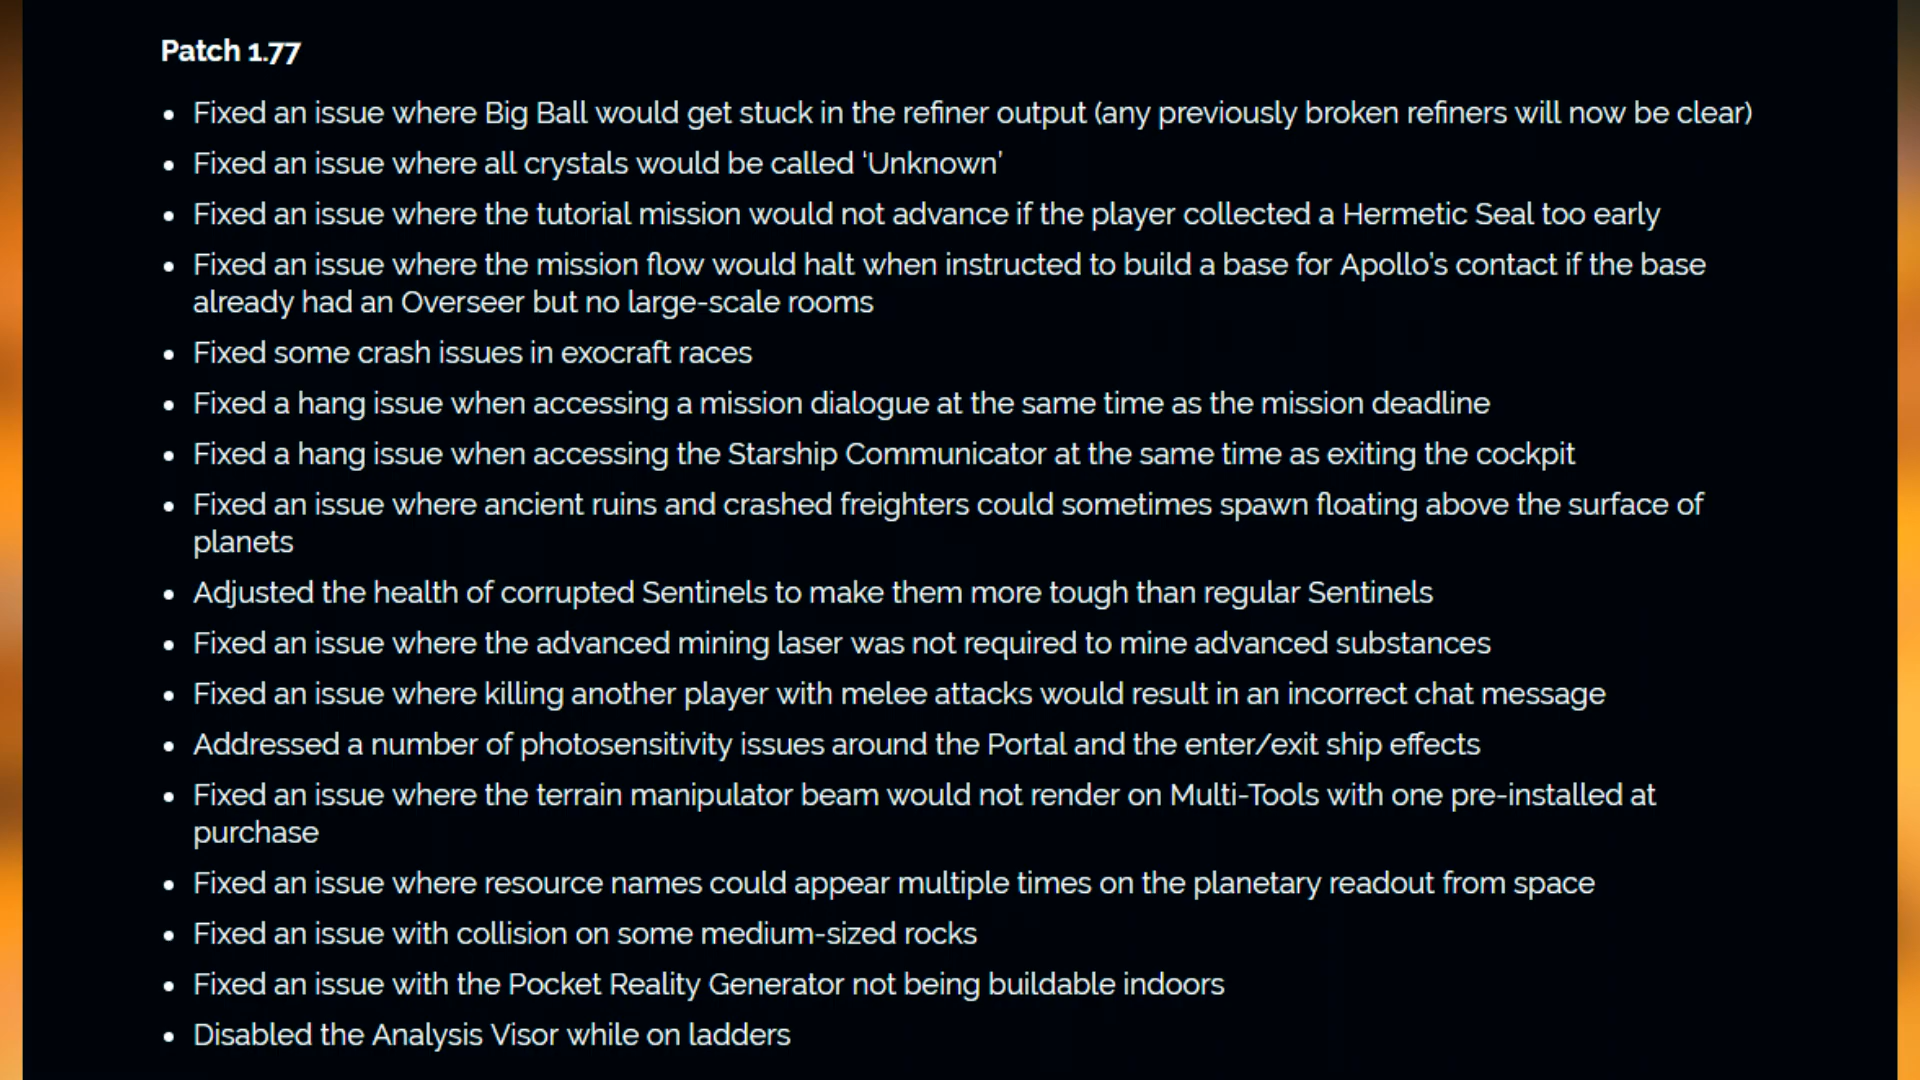 Patch 1.77
• Fixed an issue where Big Ball would get stuck in the refiner output (any previously broken refiners will now be clear)
• Fixed an issue where all crystals would be called ‘Unknown’
• Fixed an issue where the tutorial mission would not advance if the player collected a Hermetic Seal too early
• Fixed an issue where the mission flow would halt when instructed to build a base for Apollo’s contact if the base
already had an Overseer but no large-scale rooms
• Fixed some crash issues in exocraft races
• Fixed a hang issue when accessing a mission dialogue at the same time as the mission deadline
• Fixed a hang issue when accessing the Starship Communicator at the same time as exiting the cockpit
• Fixed an issue where ancient ruins and crashed freighters could sometimes spawn floating above the surface of
planets
• Adjusted the health of corrupted Sentinels to make them more tough than regular Sentinels
• Fixed an issue where the advanced mining laser was not required to mine advanced substances
• Fixed an issue where killing another player with melee attacks would result in an incorrect chat message
• Addressed a number of photosensitivity issues around the Portal and the enter/exit ship effects
• Fixed an issue where the terrain manipulator beam would not render on Multi-Tools with one pre-installed at
purchase
• Fixed an issue where resource names could appear multiple times on the planetary readout from space
• Fixed an issue with collision on some medium-sized rocks
• Fixed an issue with the Pocket Reality Generator not being buildable indoors
• Disabled the Analysis Visor while on ladders